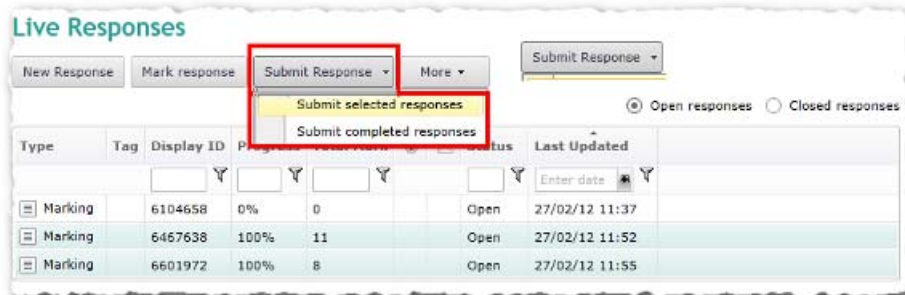 Live Responses
New Response Mark response Submit Response More Submit Response
Submit selected responses
Open responses Closed responses
Submit completed responses
Type Tag Display ID Status Last Updated
Enter date
Marking 6104658 0% 0 Open 27/02/12 11:37
Marking 6467638 100% 11 Open 27/02/12 11:52
Marking 6601972 100% 8 Open 27/02/12 11:55